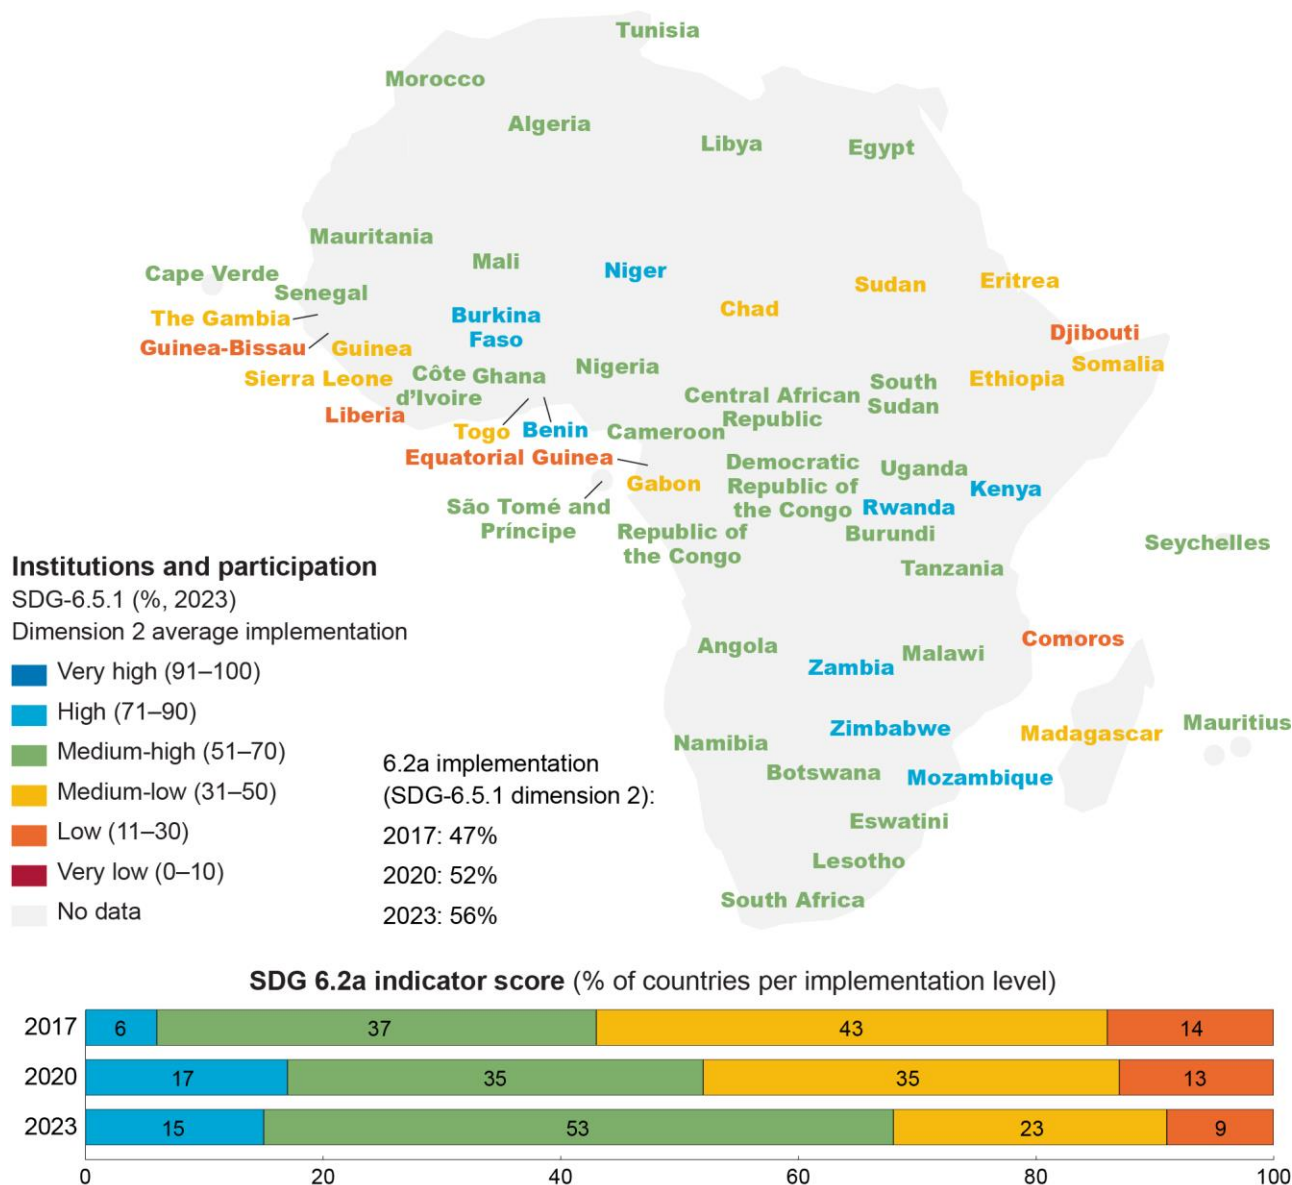 Tunisia
Morocco
Algeria
Libya
Egypt
Mauritania
Mali
Niger
Cape Verde
Senegal
Sudan
Eritrea
Chad
The Gambia
Burkina
Faso
Guinea-Bissau
Guinea
Djibouti
Somalia
Sierra Leone
Côte
d’Ivoire
Ghana
Nigeria
Central African
Republic
South
Sudan
Ethiopia
Liberia
Togo
Benin
Cameroon
Equatorial Guinea
Gabon
Democratic
Republic of
the Congo
Uganda
Kenya
Rwanda
São Tomé and
Príncipe
Republic of
the Congo
Burundi
Seychelles
Tanzania
Angola
Zambia
Malawi
Comoros
Zimbabwe
Madagascar
Mauritius
Namibia
Botswana
Mozambique
Eswatini
Lesotho
South Africa
Institutions and participation
SDG-6.5.1 (%, 2023)
Dimension 2 average implementation
Very high (91–100)
High (71–90)
Medium-high (51–70)
Medium-low (31–50)
Low (11–30)
Very low (0–10)
No data
6.2a implementation
(SDG-6.5.1 dimension 2):
2017: 47%
2020: 52%
2023: 56%
SDG 6.2a indicator score (% of countries per implementation level)
2017 6 37 43 14
2020 17 35 35 13
2023 15 53 23 9
0 20 40 60 80 100